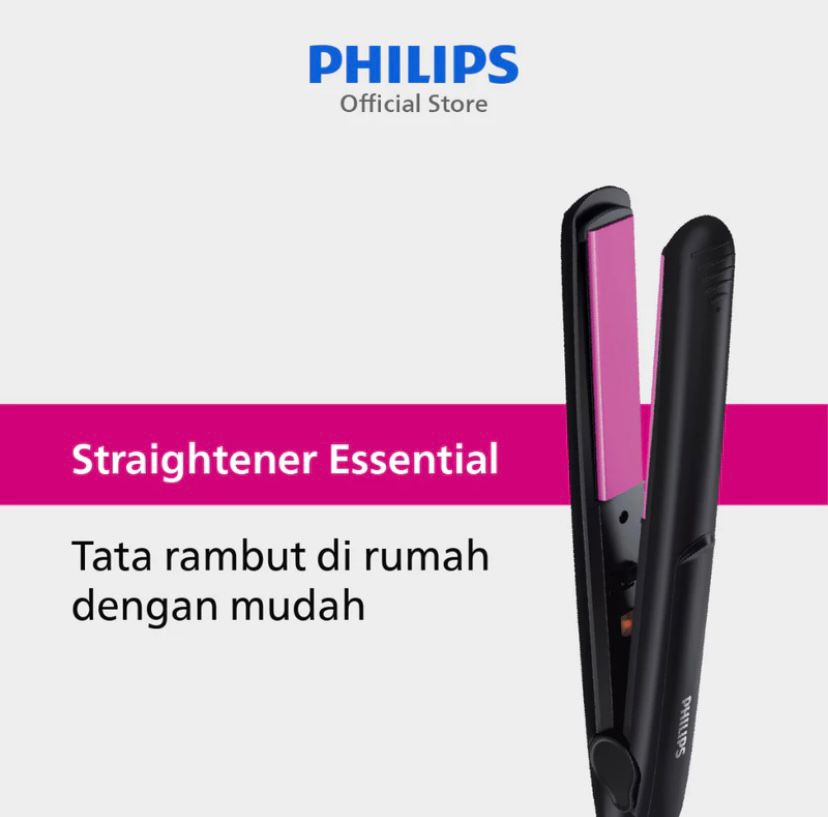 PHILIPS
Official Store
Straightener Essential
Tata rambut di rumah
dengan mudah
PHILIPS